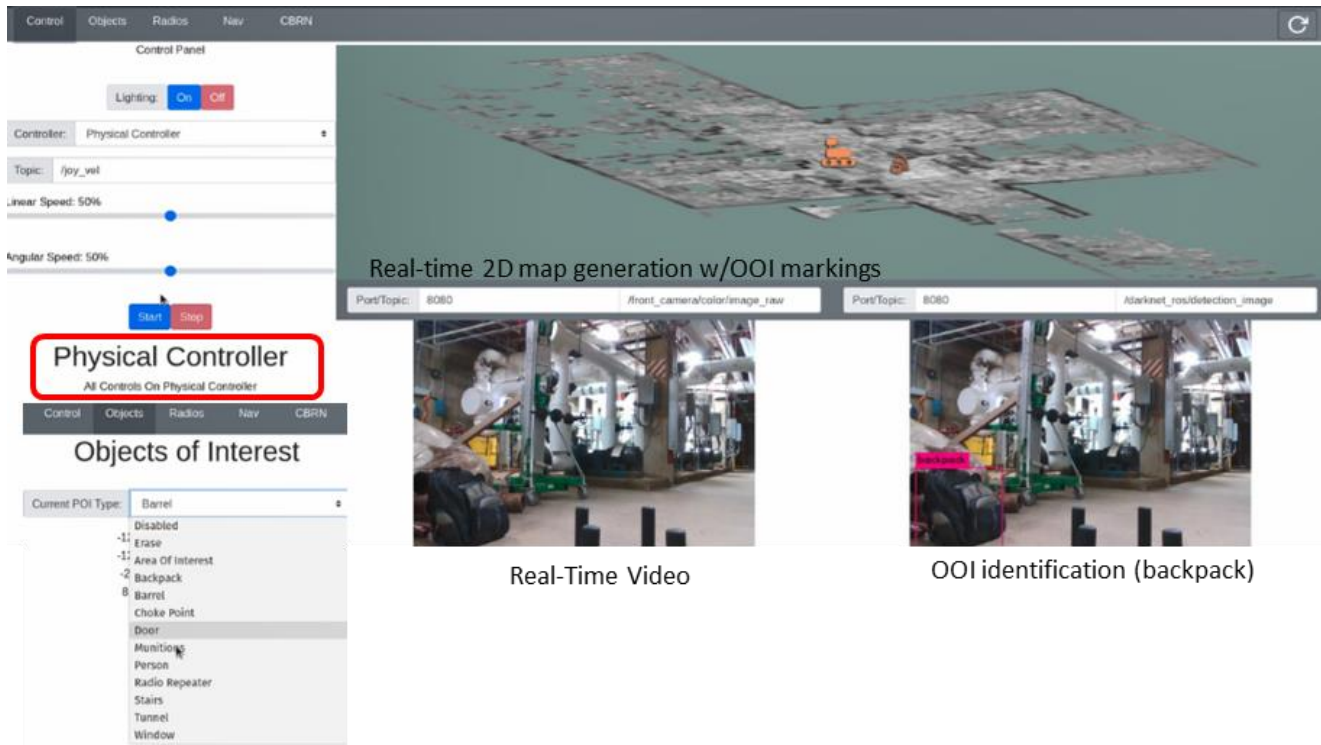 Control Objects Radios Nav CBRN
Control Panel
Lighting: On Off
Controller: Physical Controller
Topic: /joy_vel
Linear Speed: 50%
Angular Speed: 50%
Start Stop
Physical Controller
All Controls On Physical Controller
Real-time 2D map generation w/OOI markings
Port/Topic: 8080 /front_camera/color/image_raw
Port/Topic: 8080 /darknet_ros/detection_image
backpack
Real-Time Video
OOI identification (backpack)
Control Objects Radios Nav CBRN
Objects of Interest
Current POI Type: Barrel
Disabled
Erase
Area Of Interest
Backpack
Barrel
Choke Point
Door
Munitions
Person
Radio Repeater
Stairs
Tunnel
Window